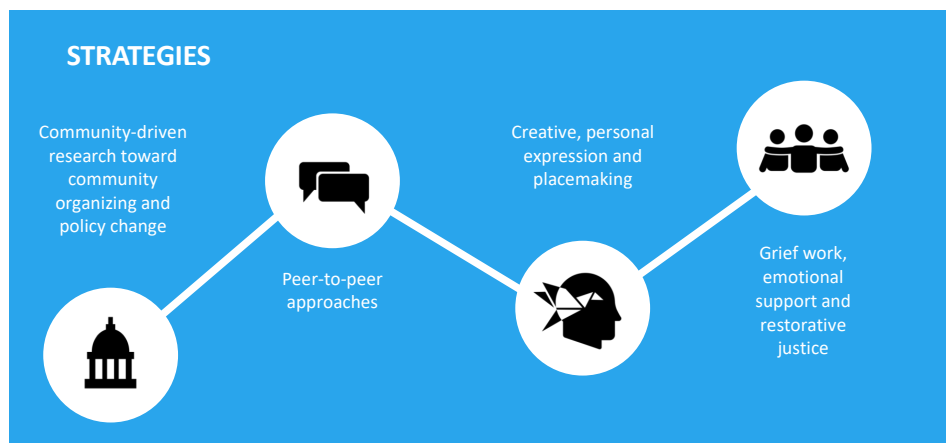 STRATEGIES
Community-driven
research toward
community
organizing and
policy change
Peer-to-peer
approaches
Creative, personal
expression and
placemaking
Grief work,
emotional
support and
restorative
justice